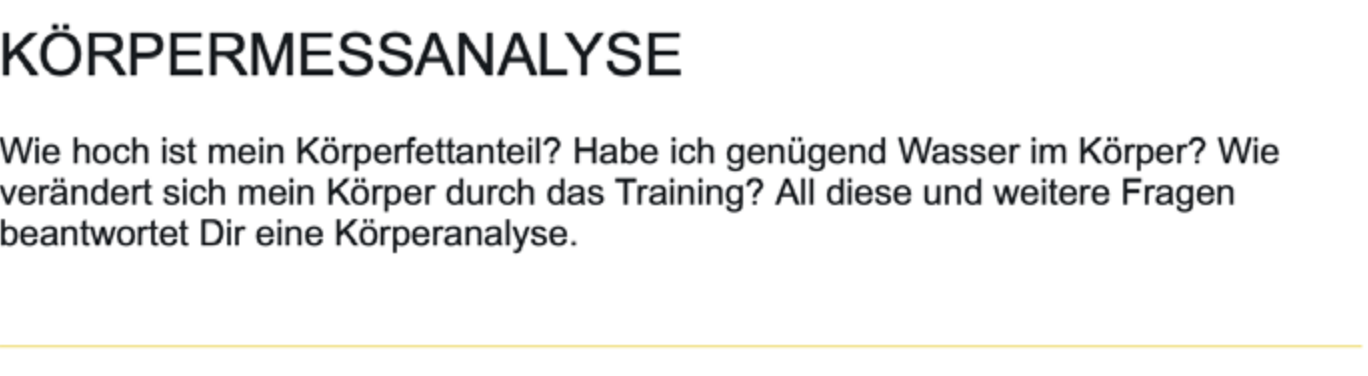 KÖRPERMESSANALYSE
Wie hoch ist mein Körperfettanteil? Habe ich genügend Wasser im Körper? Wie
verändert sich mein Körper durch das Training? All diese und weitere Fragen
beantwortet Dir eine Körperanalyse.